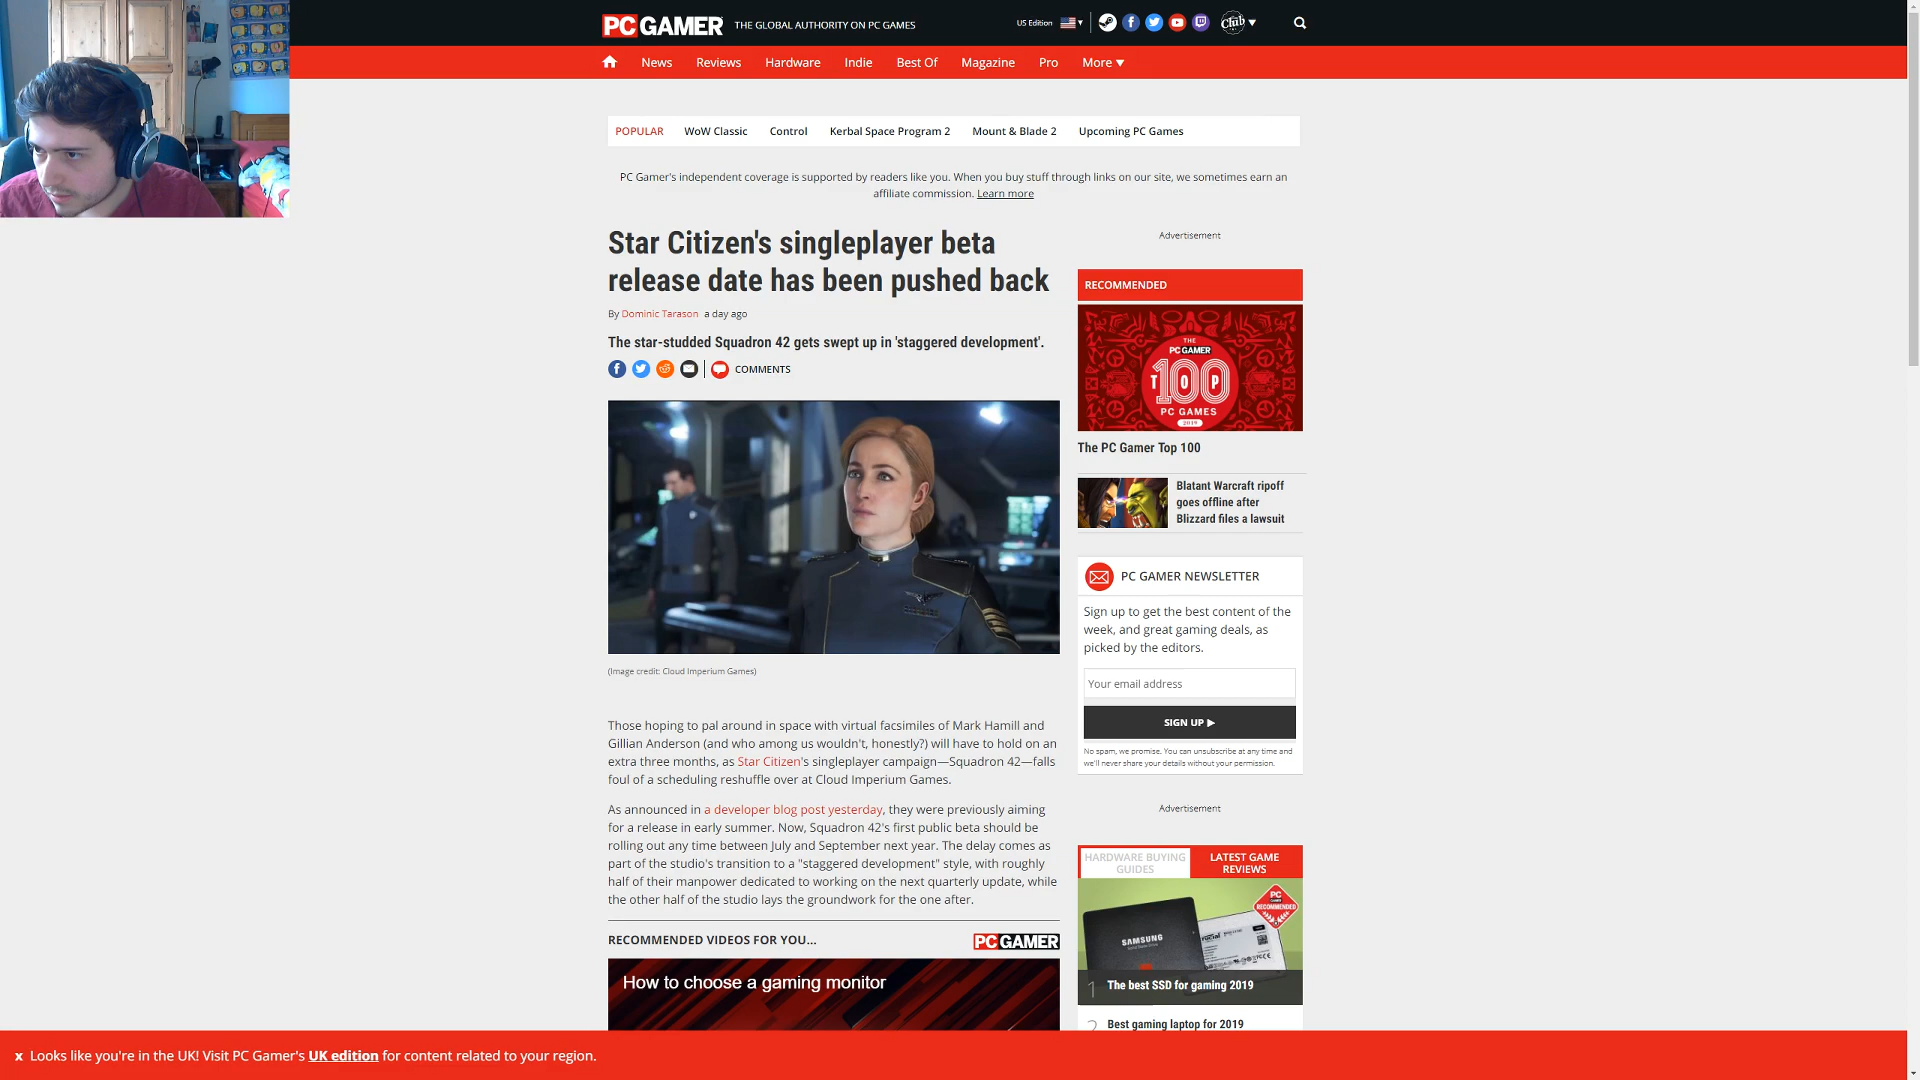 PC GAMER THE GLOBAL AUTHORITY ON PC GAMES
US Edition
Club
News Reviews Hardware Indie Best Of Magazine Pro More
POPULAR WoW Classic Control Kerbal Space Program 2 Mount & Blade 2 Upcoming PC Games
PC Gamer's independent coverage is supported by readers like you. When you buy stuff through links on our site, we sometimes earn an
affiliate commission. Learn more
Star Citizen's singleplayer beta
release date has been pushed back
By Dominic Tarason a day ago
The star-studded Squadron 42 gets swept up in 'staggered development'.
COMMENTS
(Image credit: Cloud Imperium Games)
Those hoping to pal around in space with virtual facsimiles of Mark Hamill and
Gillian Anderson (and who among us wouldn't, honestly?) will have to hold on an
extra three months, as Star Citizen's singleplayer campaign—Squadron 42—falls
foul of a scheduling reshuffle over at Cloud Imperium Games.
As announced in a developer blog post yesterday, they were previously aiming
for a release in early summer. Now, Squadron 42's first public beta should be
rolling out any time between July and September next year. The delay comes as
part of the studio's transition to a "staggered development" style, with roughly
half of their manpower dedicated to working on the next quarterly update, while
the other half of the studio lays the groundwork for the one after.
RECOMMENDED VIDEOS FOR YOU...
PC GAMER
How to choose a gaming monitor
Advertisement
RECOMMENDED
THE
PC GAMER
TOP
100
PC GAMES
2019
The PC Gamer Top 100
Blatant Warcraft ripoff
goes offline after
Blizzard files a lawsuit
PC GAMER NEWSLETTER
Sign up to get the best content of the
week, and great gaming deals, as
picked by the editors.
Your email address
SIGN UP ▶
No spam, we promise. You can unsubscribe at any time and
we'll never share your details without your permission.
Advertisement
HARDWARE BUYING
GUIDES
LATEST GAME
REVIEWS
PC
GAMER
RECOMMENDED
SAMSUNG
crucial
1 The best SSD for gaming 2019
2 Best gaming laptop for 2019
x Looks like you're in the UK! Visit PC Gamer's UK edition for content related to your region.